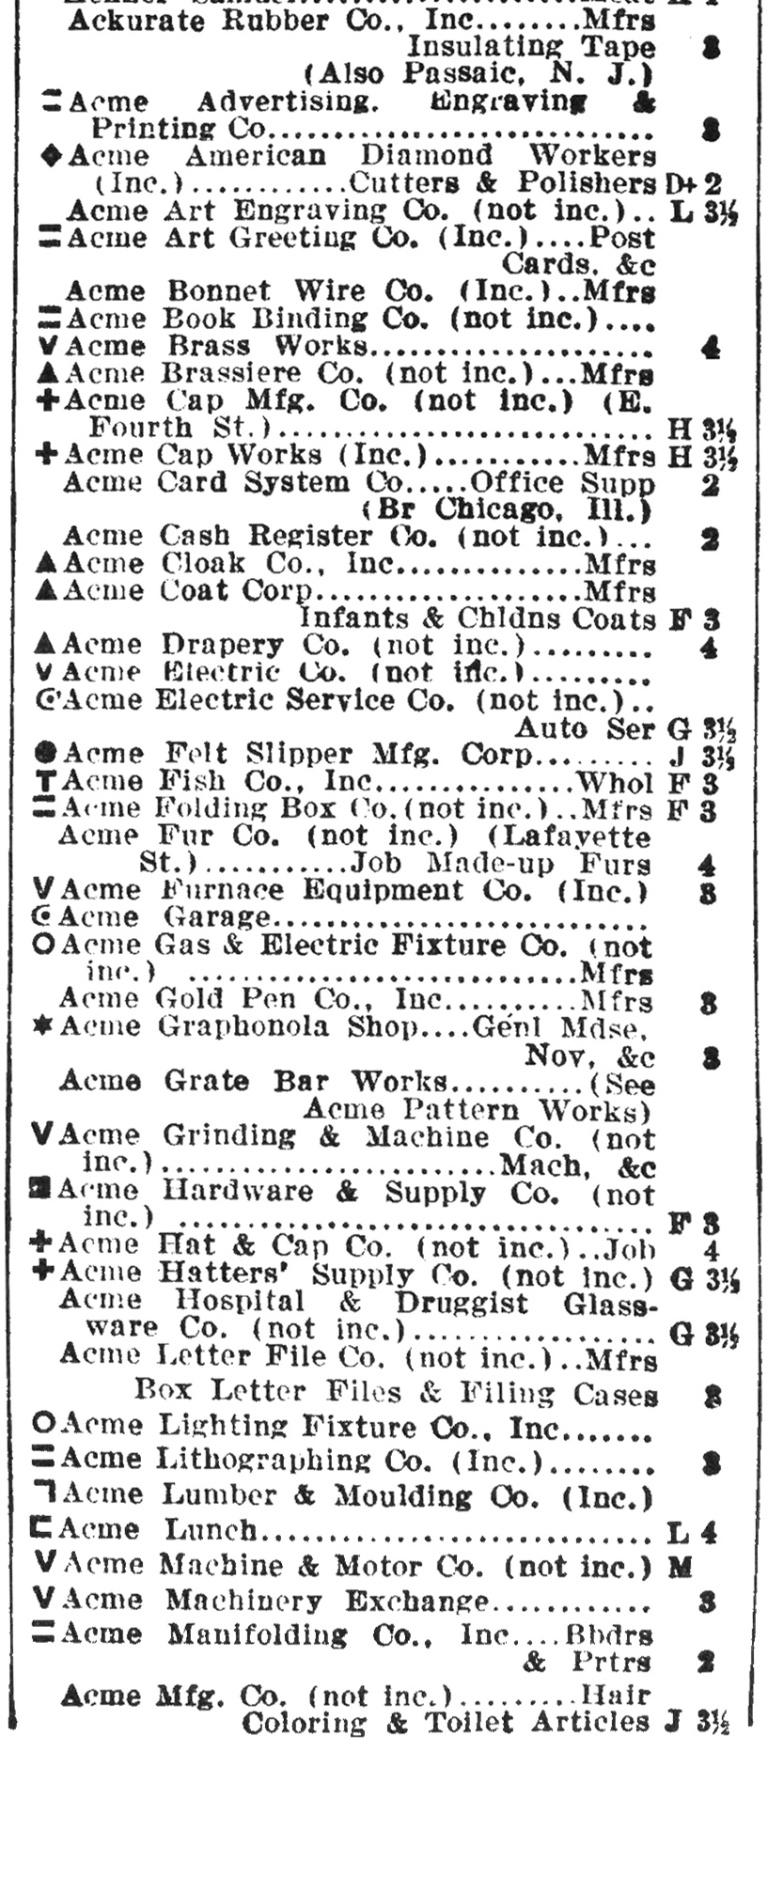 Ackurate Rubber Co., Inc........Mfrs
Insulating Tape 3
(Also Passaic, N. J.)
Acme Advertising, Engraving &
Printing Co............................ 3
◆Acme American Diamond Workers
(Inc.)............Cutters & Polishers D+ 2
Acme Art Engraving Co. (not inc.).. L 3½
Acme Art Greeting Co. (Inc.)....Post
Cards, &c
Acme Bonnet Wire Co. (Inc.)..Mfrs
Acme Book Binding Co. (not inc.)....
V Acme Brass Works..................... 4
▲Acme Brassiere Co. (not inc.)...Mfrs
✚Acme Cap Mfg. Co. (not inc.) (E.
Fourth St.)............................ H 3½
✚Acme Cap Works (Inc.)...........Mfrs H 3½
Acme Card System Co.....Office Supp 2
(Br Chicago, Ill.)
Acme Cash Register Co. (not inc.)... 2
▲Acme Cloak Co., Inc..............Mfrs
▲Acme Coat Corp....................Mfrs
Infants & Chldns Coats F 3
▲Acme Drapery Co. (not inc.)......... 4
V Acme Electric Co. (not inc.).........
Acme Electric Service Co. (not inc.)..
Auto Ser G 3½
●Acme Felt Slipper Mfg. Corp......... J 3½
T Acme Fish Co., Inc...............Whol F 3
Acme Folding Box Co.(not inc.)..Mfrs F 3
Acme Fur Co. (not inc.) (Lafayette
St.)...........Job Made-up Furs 4
V Acme Furnace Equipment Co. (Inc.) 3
Acme Garage...........................
O Acme Gas & Electric Fixture Co. (not
inc.) ............................Mfrs
Acme Gold Pen Co., Inc..........Mfrs 3
✶Acme Graphonola Shop....Genl Mdse,
Nov, &c 3
Acme Grate Bar Works..........(See
Acme Pattern Works)
V Acme Grinding & Machine Co. (not
inc.)........................Mach, &c
Acme Hardware & Supply Co. (not
inc.) .................................. F 3
✚Acme Hat & Cap Co. (not inc.)..Job 4
✚Acme Hatters' Supply Co. (not inc.) G 3½
Acme Hospital & Druggist Glass-
ware Co. (not inc.).................. G 3½
Acme Letter File Co. (not inc.)..Mfrs
Box Letter Files & Filing Cases 3
O Acme Lighting Fixture Co., Inc.......
Acme Lithographing Co. (Inc.)........ 3
Acme Lumber & Moulding Co. (Inc.)
Acme Lunch............................. L 4
V Acme Machine & Motor Co. (not inc.) M
V Acme Machinery Exchange............ 3
Acme Manifolding Co., Inc....Bbdrs
& Prtrs 2
Acme Mfg. Co. (not inc.).........Hair
Coloring & Toilet Articles J 3½